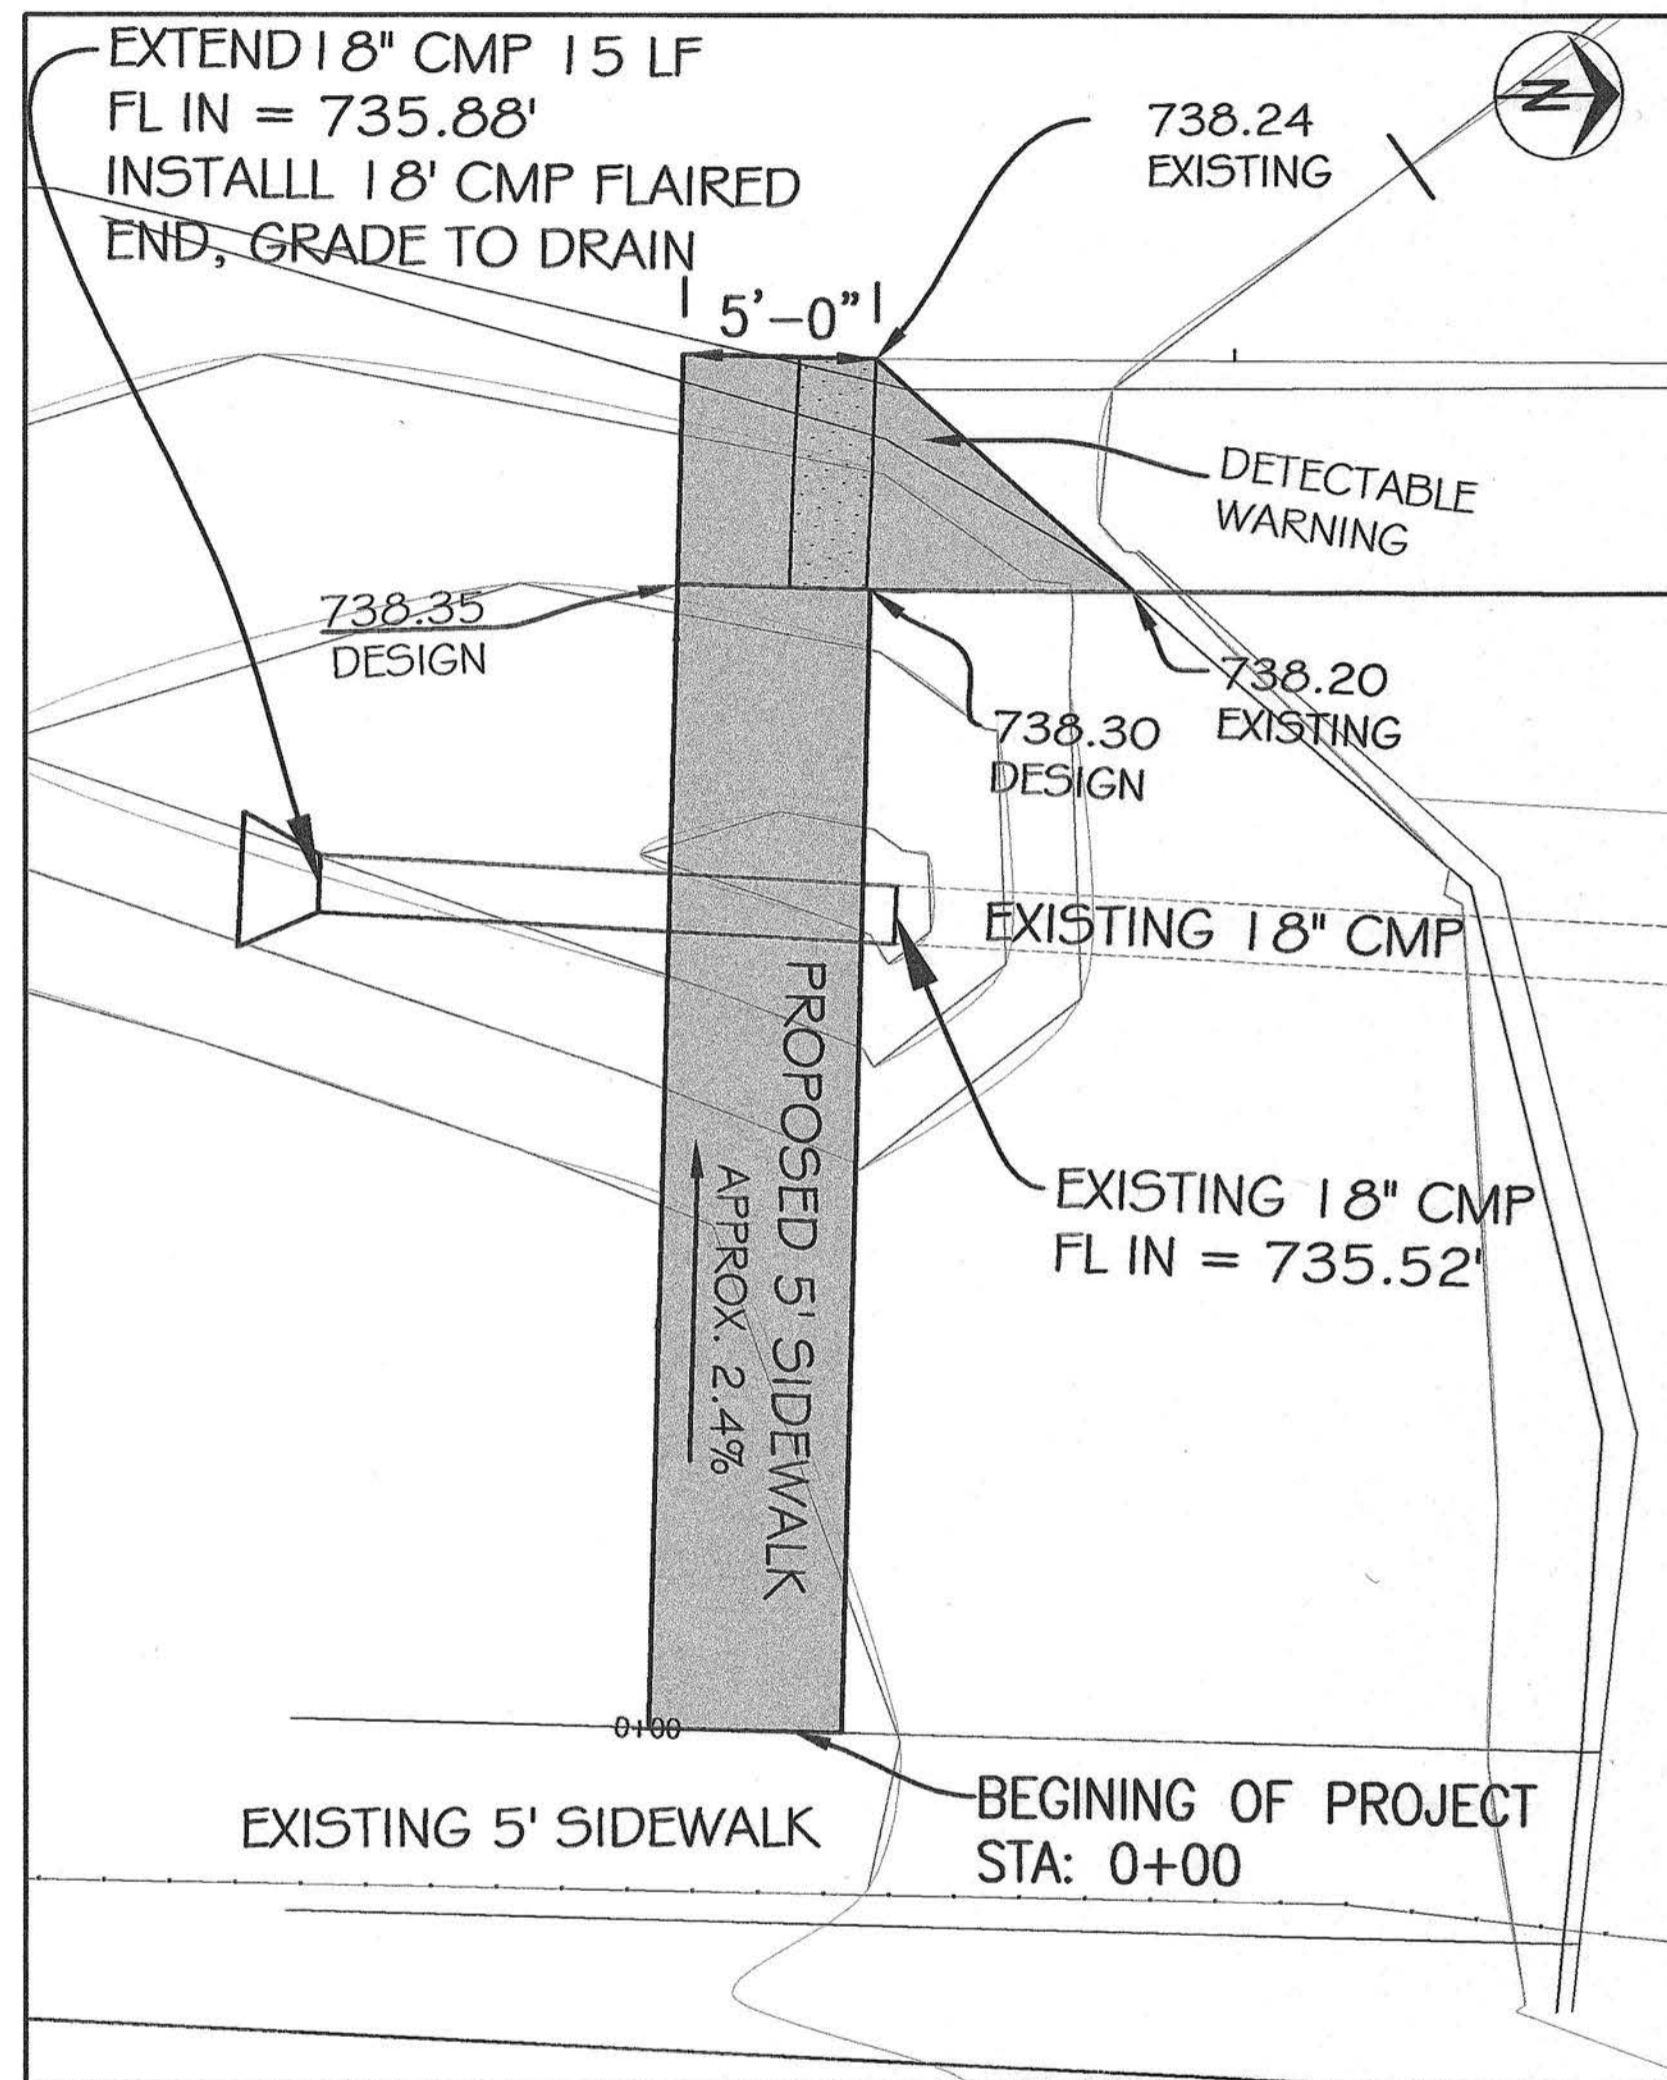 EXTEND 18" CMP 15 LF
FL IN = 735.88'
INSTALLL 18' CMP FLAIRED
END, GRADE TO DRAIN
N
738.24
EXISTING
5'-0"
DETECTABLE
WARNING
738.35
DESIGN
738.20
EXISTING
738.30
DESIGN
EXISTING 18" CMP
PROPOSED 5' SIDEWALK
APPROX. 2.4%
EXISTING 18" CMP
FL IN = 735.52'
0+00
BEGINING OF PROJECT
STA: 0+00
EXISTING 5' SIDEWALK